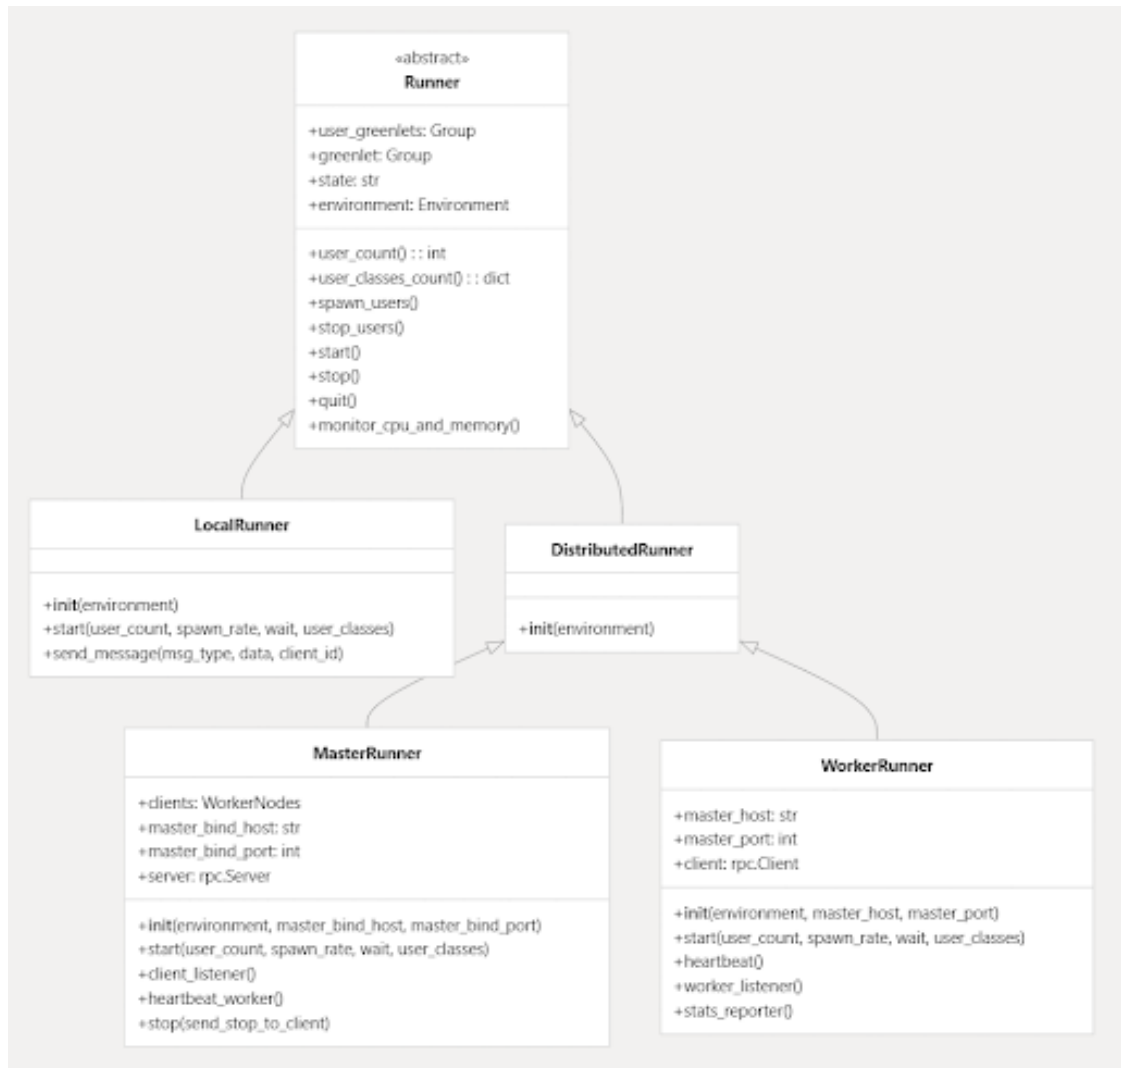 «abstract»
Runner
+user_greenlets: Group
+greenlet: Group
+state: str
+environment: Environment
+user_count() : : int
+user_classes_count() : : dict
+spawn_users()
+stop_users()
+start()
+stop()
+quit()
+monitor_cpu_and_memory()
LocalRunner
+init(environment)
+start(user_count, spawn_rate, wait, user_classes)
+send_message(msg_type, data, client_id)
DistributedRunner
+init(environment)
MasterRunner
+clients: WorkerNodes
+master_bind_host: str
+master_bind_port: int
+server: rpc.Server
+init(environment, master_bind_host, master_bind_port)
+start(user_count, spawn_rate, wait, user_classes)
+client_listener()
+heartbeat_worker()
+stop(send_stop_to_client)
WorkerRunner
+master_host: str
+master_port: int
+client: rpc.Client
+init(environment, master_host, master_port)
+start(user_count, spawn_rate, wait, user_classes)
+heartbeat()
+worker_listener()
+stats_reporter()